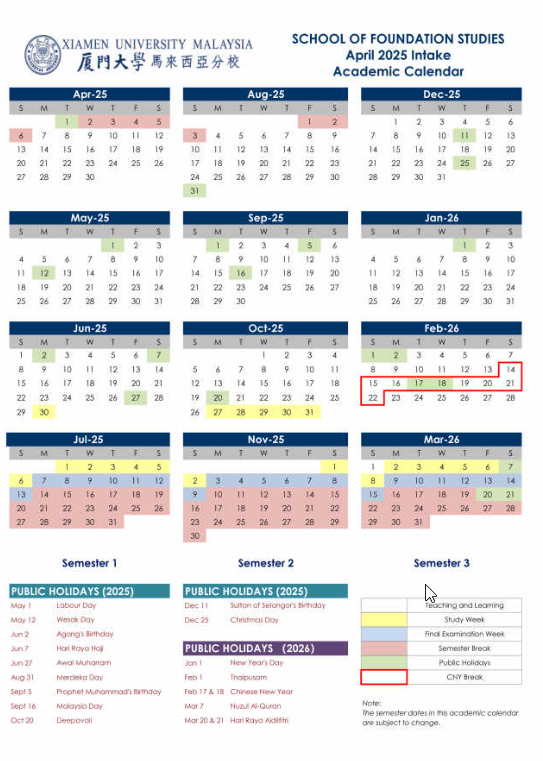 XIAMEN UNIVERSITY MALAYSIA
厦门大学 馬來西亞分校
SCHOOL OF FOUNDATION STUDIES
April 2025 Intake
Academic Calendar
Apr-25
S M T W T F S
1 2 3 4 5
6 7 8 9 10 11 12
13 14 15 16 17 18 19
20 21 22 23 24 25 26
27 28 29 30
Aug-25
S M T W T F S
1 2
3 4 5 6 7 8 9
10 11 12 13 14 15 16
17 18 19 20 21 22 23
24 25 26 27 28 29 30
31
Dec-25
S M T W T F S
1 2 3 4 5 6
7 8 9 10 11 12 13
14 15 16 17 18 19 20
21 22 23 24 25 26 27
28 29 30 31
May-25
S M T W T F S
1 2 3
4 5 6 7 8 9 10
11 12 13 14 15 16 17
18 19 20 21 22 23 24
25 26 27 28 29 30 31
Sep-25
S M T W T F S
1 2 3 4 5 6
7 8 9 10 11 12 13
14 15 16 17 18 19 20
21 22 23 24 25 26 27
28 29 30
Jan-26
S M T W T F S
1 2 3
4 5 6 7 8 9 10
11 12 13 14 15 16 17
18 19 20 21 22 23 24
25 26 27 28 29 30 31
Jun-25
S M T W T F S
1 2 3 4 5 6 7
8 9 10 11 12 13 14
15 16 17 18 19 20 21
22 23 24 25 26 27 28
29 30
Oct-25
S M T W T F S
1 2 3 4
5 6 7 8 9 10 11
12 13 14 15 16 17 18
19 20 21 22 23 24 25
26 27 28 29 30 31
Feb-26
S M T W T F S
1 2 3 4 5 6 7
8 9 10 11 12 13 14
15 16 17 18 19 20 21
22 23 24 25 26 27 28
Jul-25
S M T W T F S
1 2 3 4 5
6 7 8 9 10 11 12
13 14 15 16 17 18 19
20 21 22 23 24 25 26
27 28 29 30 31
Nov-25
S M T W T F S
1
2 3 4 5 6 7 8
9 10 11 12 13 14 15
16 17 18 19 20 21 22
23 24 25 26 27 28 29
30
Mar-26
S M T W T F S
1 2 3 4 5 6 7
8 9 10 11 12 13 14
15 16 17 18 19 20 21
22 23 24 25 26 27 28
29 30 31
Semester 1
Semester 2
Semester 3
PUBLIC HOLIDAYS (2025)
May 1 Labour Day
May 12 Wesak Day
Jun 2 Agong's Birthday
Jun 7 Hari Raya Haji
Jun 27 Awal Muharram
Aug 31 Merdeka Day
Sept 5 Prophet Muhammad's Birthday
Sept 16 Malaysia Day
Oct 20 Deepavali
PUBLIC HOLIDAYS (2025)
Dec 11 Sultan of Selangor's Birthday
Dec 25 Christmas Day
PUBLIC HOLIDAYS (2026)
Jan 1 New Year's Day
Feb 1 Thaipusam
Feb 17 & 18 Chinese New Year
Mar 7 Nuzul Al-Quran
Mar 20 & 21 Hari Raya Aidilfitri
Teaching and Learning
Study Week
Final Examination Week
Semester Break
Public Holidays
CNY Break
Note:
The semester dates in this academic calendar
are subject to change.